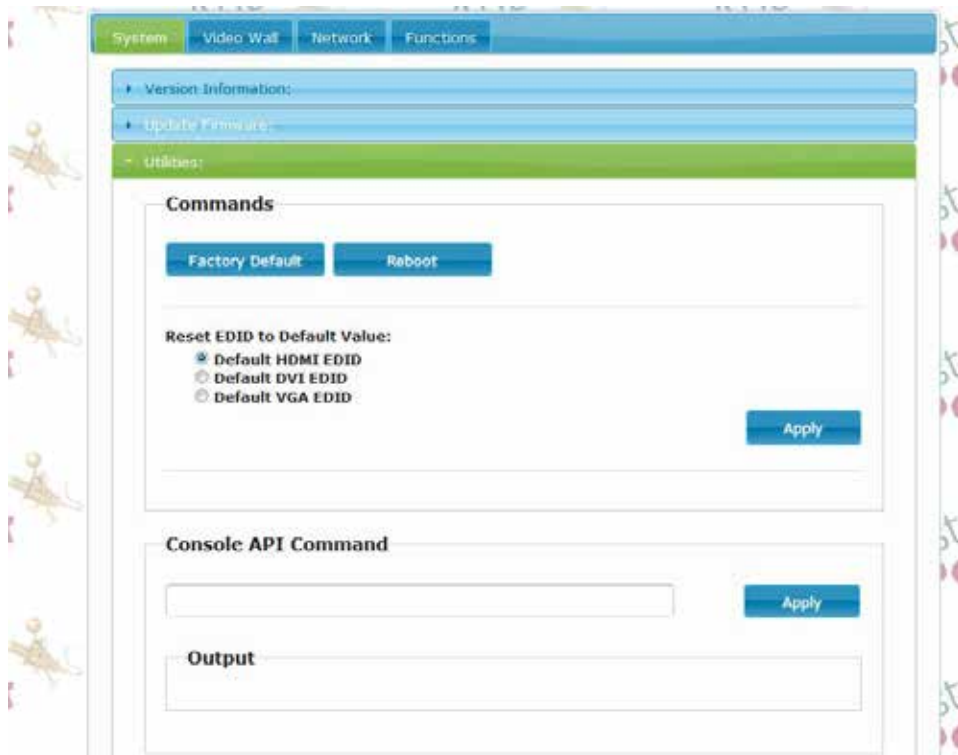 System Video Wall Network Functions
Version Information:
Update Firmware:
Utilities:
Commands
Factory Default Reboot
Reset EDID to Default Value:
Default HDMI EDID
Default DVI EDID
Default VGA EDID
Apply
Console API Command
Apply
Output